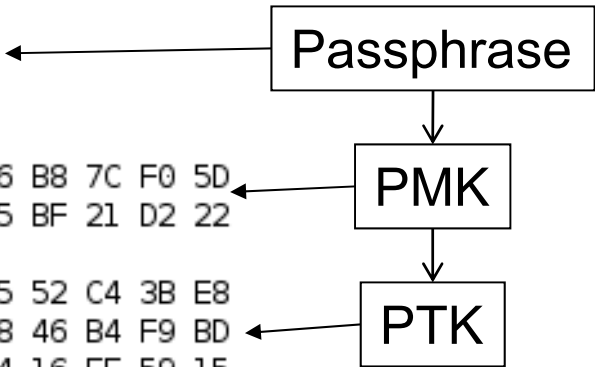 Passphrase
6 B8 7C F0 5D
PMK
5 BF 21 D2 22
5 52 C4 3B E8
8 46 B4 F9 BD
PTK